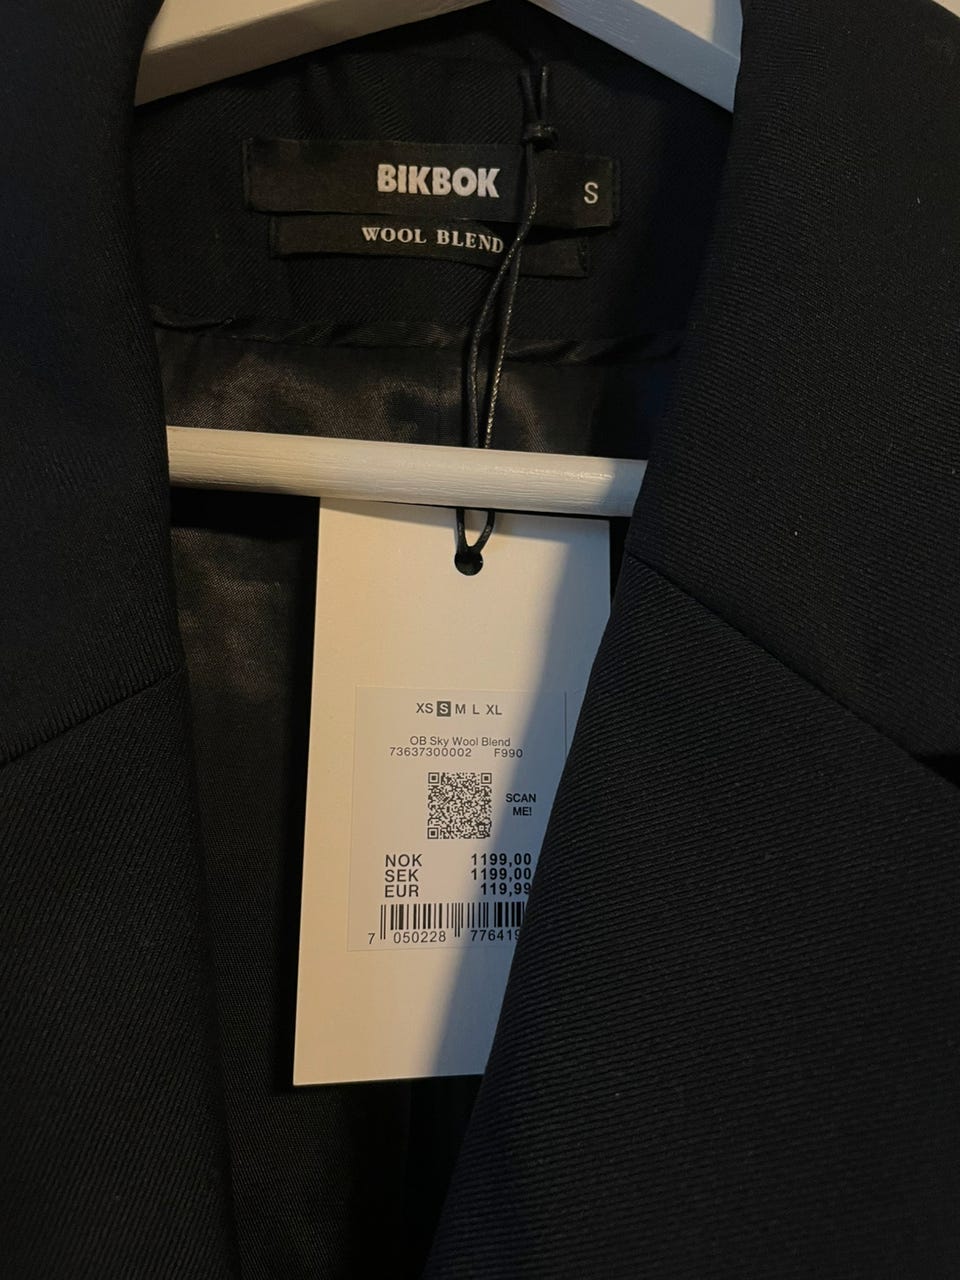 BIKBOK S
WOOL BLEND
XS S M L XL
OB Sky Wool Blend
73637300002 F990
SCAN
ME!
NOK 1199,00
SEK 1199,00
EUR 119,99
7 050228 776419